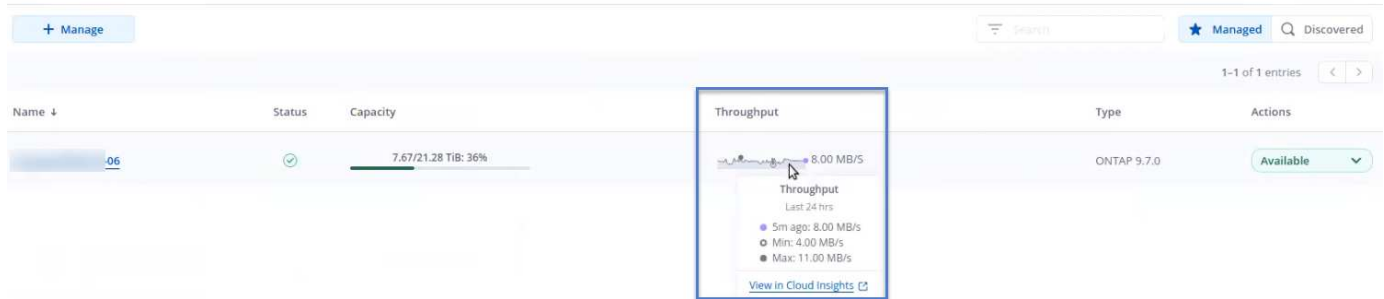 + Manage
Search
Managed
Discovered
1-1 of 1 entries
Name ↓ Status Capacity Throughput Type Actions
-06 7.67/21.28 TiB: 36% 8.00 MB/S ONTAP 9.7.0 Available
Throughput
Last 24 hrs
5m ago: 8.00 MB/s
Min: 4.00 MB/s
Max: 11.00 MB/s
View in Cloud Insights